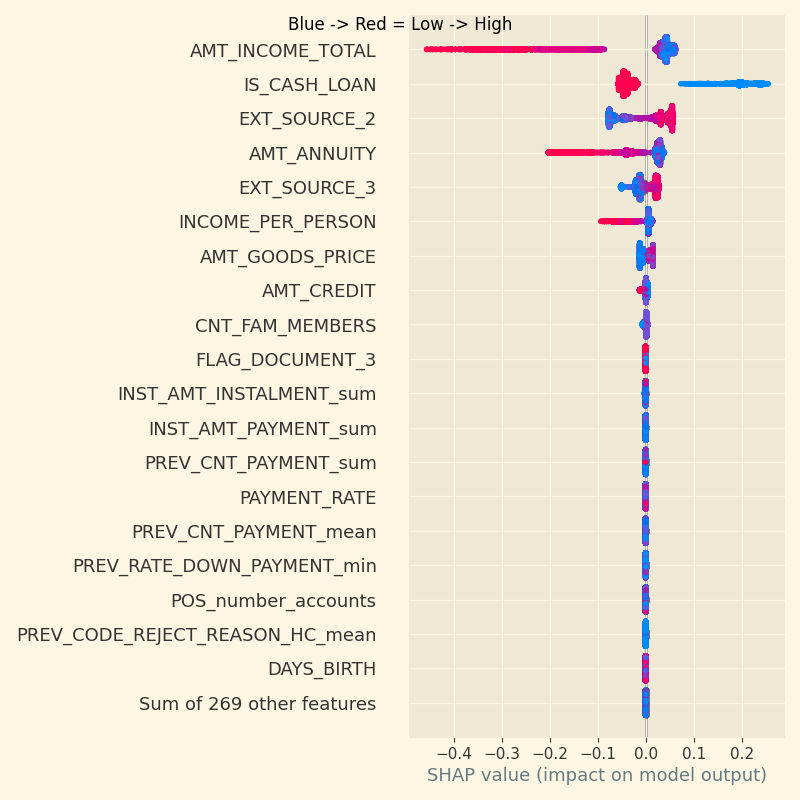 Blue -> Red = Low -> High
AMT_INCOME_TOTAL
IS_CASH_LOAN
EXT_SOURCE_2
AMT_ANNUITY
EXT_SOURCE_3
INCOME_PER_PERSON
AMT_GOODS_PRICE
AMT_CREDIT
CNT_FAM_MEMBERS
FLAG_DOCUMENT_3
INST_AMT_INSTALMENT_sum
INST_AMT_PAYMENT_sum
PREV_CNT_PAYMENT_sum
PAYMENT_RATE
PREV_CNT_PAYMENT_mean
PREV_RATE_DOWN_PAYMENT_min
POS_number_accounts
PREV_CODE_REJECT_REASON_HC_mean
DAYS_BIRTH
Sum of 269 other features
−0.4 −0.3 −0.2 −0.1 0.0 0.1 0.2
SHAP value (impact on model output)